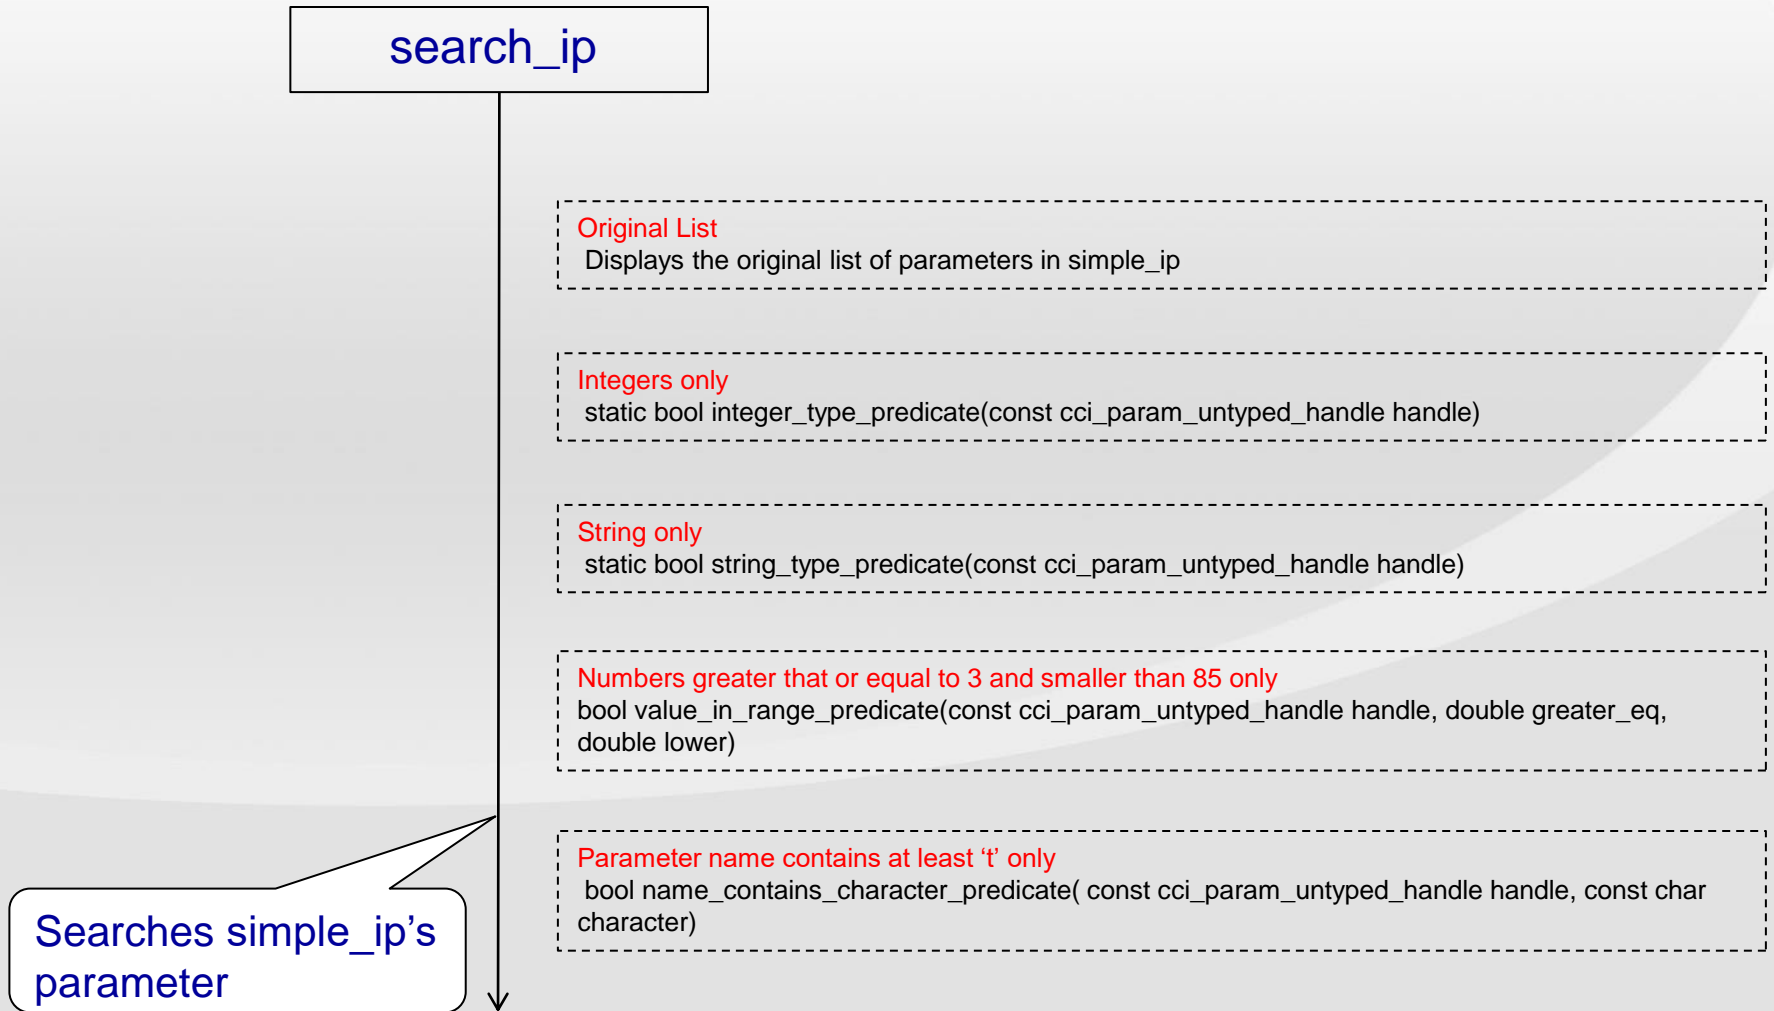 search_ip
Original List
Displays the original list of parameters in simple_ip
Integers only
static bool integer_type_predicate(const cci_param_untyped_handle handle)
String only
static bool string_type_predicate(const cci_param_untyped_handle handle)
Numbers greater that or equal to 3 and smaller than 85 only
bool value_in_range_predicate(const cci_param_untyped_handle handle, double greater_eq,
double lower)
Parameter name contains at least ‘t’ only
bool name_contains_character_predicate( const cci_param_untyped_handle handle, const char
character)
Searches simple_ip’s
parameter